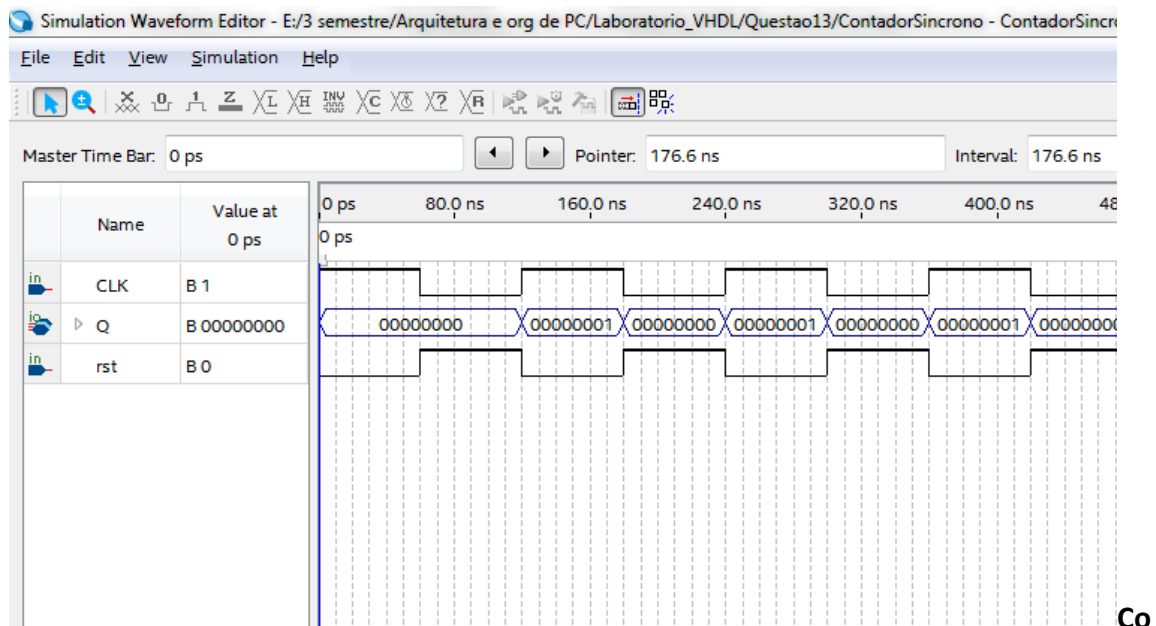 Simulation Waveform Editor - E:/3 semestre/Arquitetura e org de PC/Laboratorio_VHDL/Questao13/ContadorSincrono - ContadorSincr
File Edit View Simulation Help
Master Time Bar: 0 ps Pointer: 176.6 ns Interval: 176.6 ns
Name Value at 0 ps
0 ps 80.0 ns 160.0 ns 240.0 ns 320.0 ns 400.0 ns 48
0 ps
in CLK B 1
Q B 00000000 00000000 00000001 00000000 00000001 00000000 00000001 0000000
in rst B 0
Co